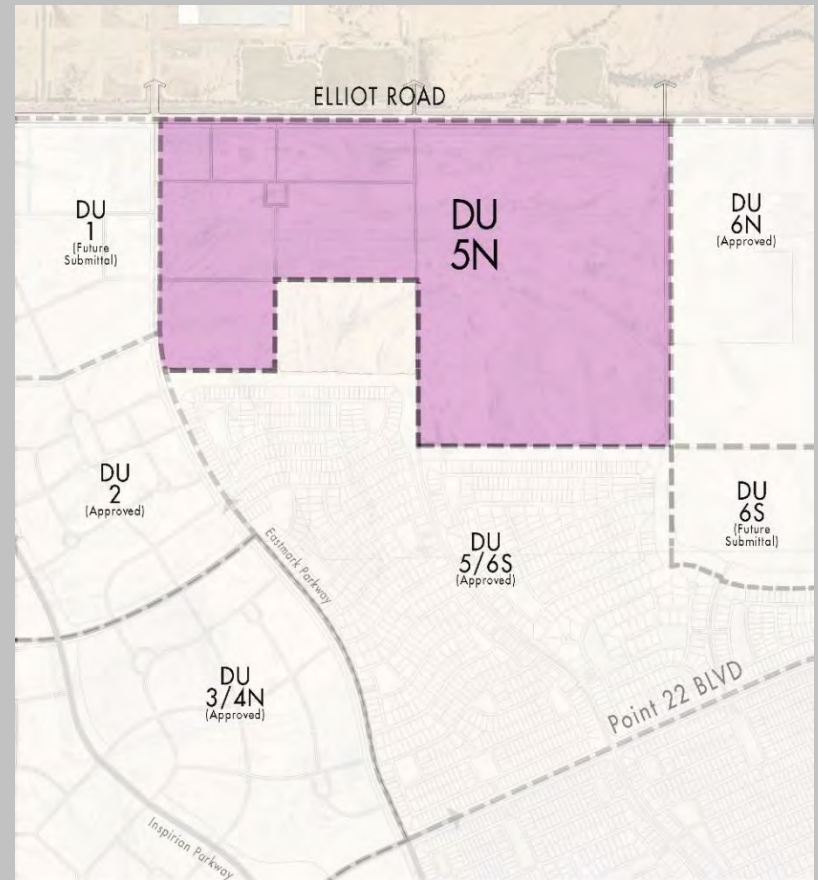 ELLIOT ROAD
DU
1
(Future
Submittal)
DU
5N
DU
6N
(Approved)
DU
2
(Approved)
Eastmark Parkway
DU
5/6S
(Approved)
DU
6S
(Future
Submittal)
DU
3/4N
(Approved)
Point 22 BLVD
Inspirian Parkway